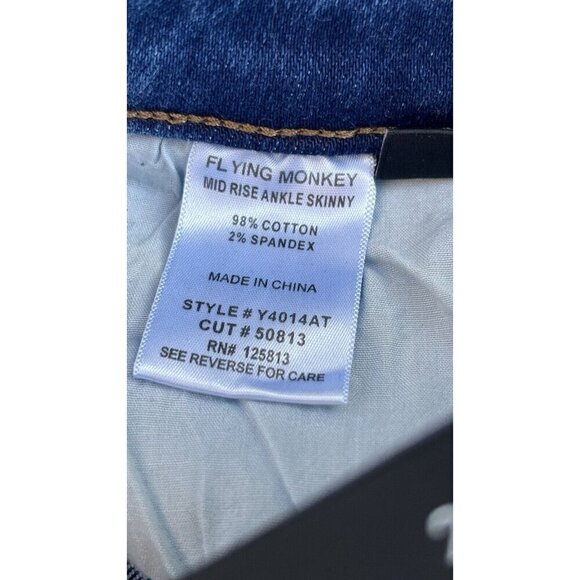 FLYING MONKEY
MID RISE ANKLE SKINNY
98% COTTON
2% SPANDEX
MADE IN CHINA
STYLE # Y4014AT
CUT # 50813
RN# 125813
SEE REVERSE FOR CARE